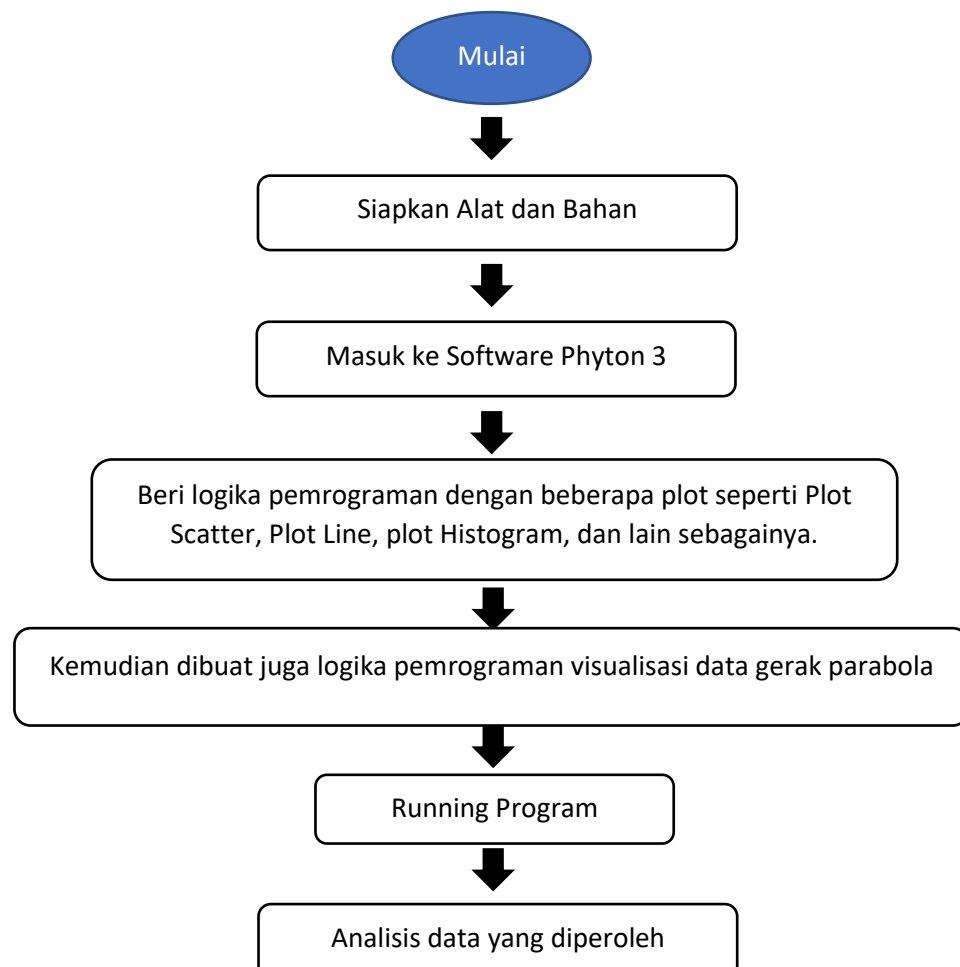 Mulai
Siapkan Alat dan Bahan
Masuk ke Software Phyton 3
Beri logika pemrograman dengan beberapa plot seperti Plot
Scatter, Plot Line, plot Histogram, dan lain sebagainya.
Kemudian dibuat juga logika pemrograman visualisasi data gerak parabola
Running Program
Analisis data yang diperoleh